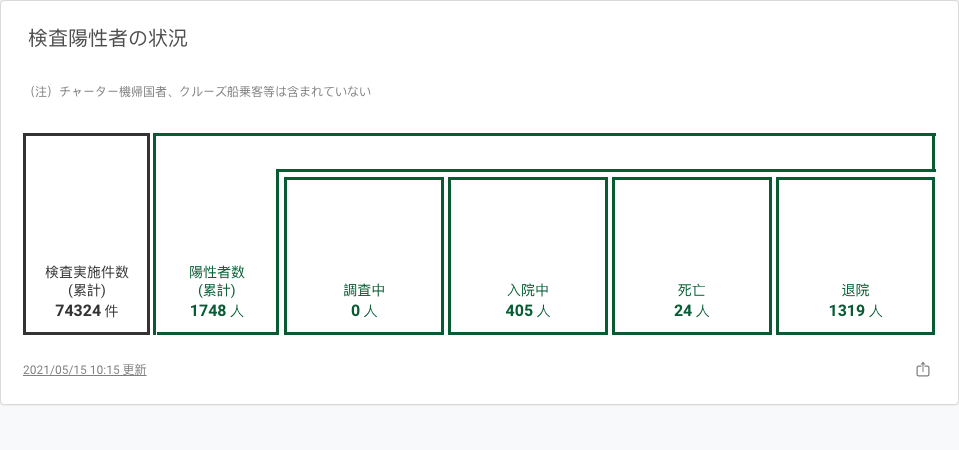 検査陽性者の状況
（注）チャーター機帰国者、クルーズ船乗客等は含まれていない
検査実施件数
(累計)
74324 件
陽性者数
(累計)
1748 人
調査中
0 人
入院中
405 人
死亡
24 人
退院
1319 人
2021/05/15 10:15 更新